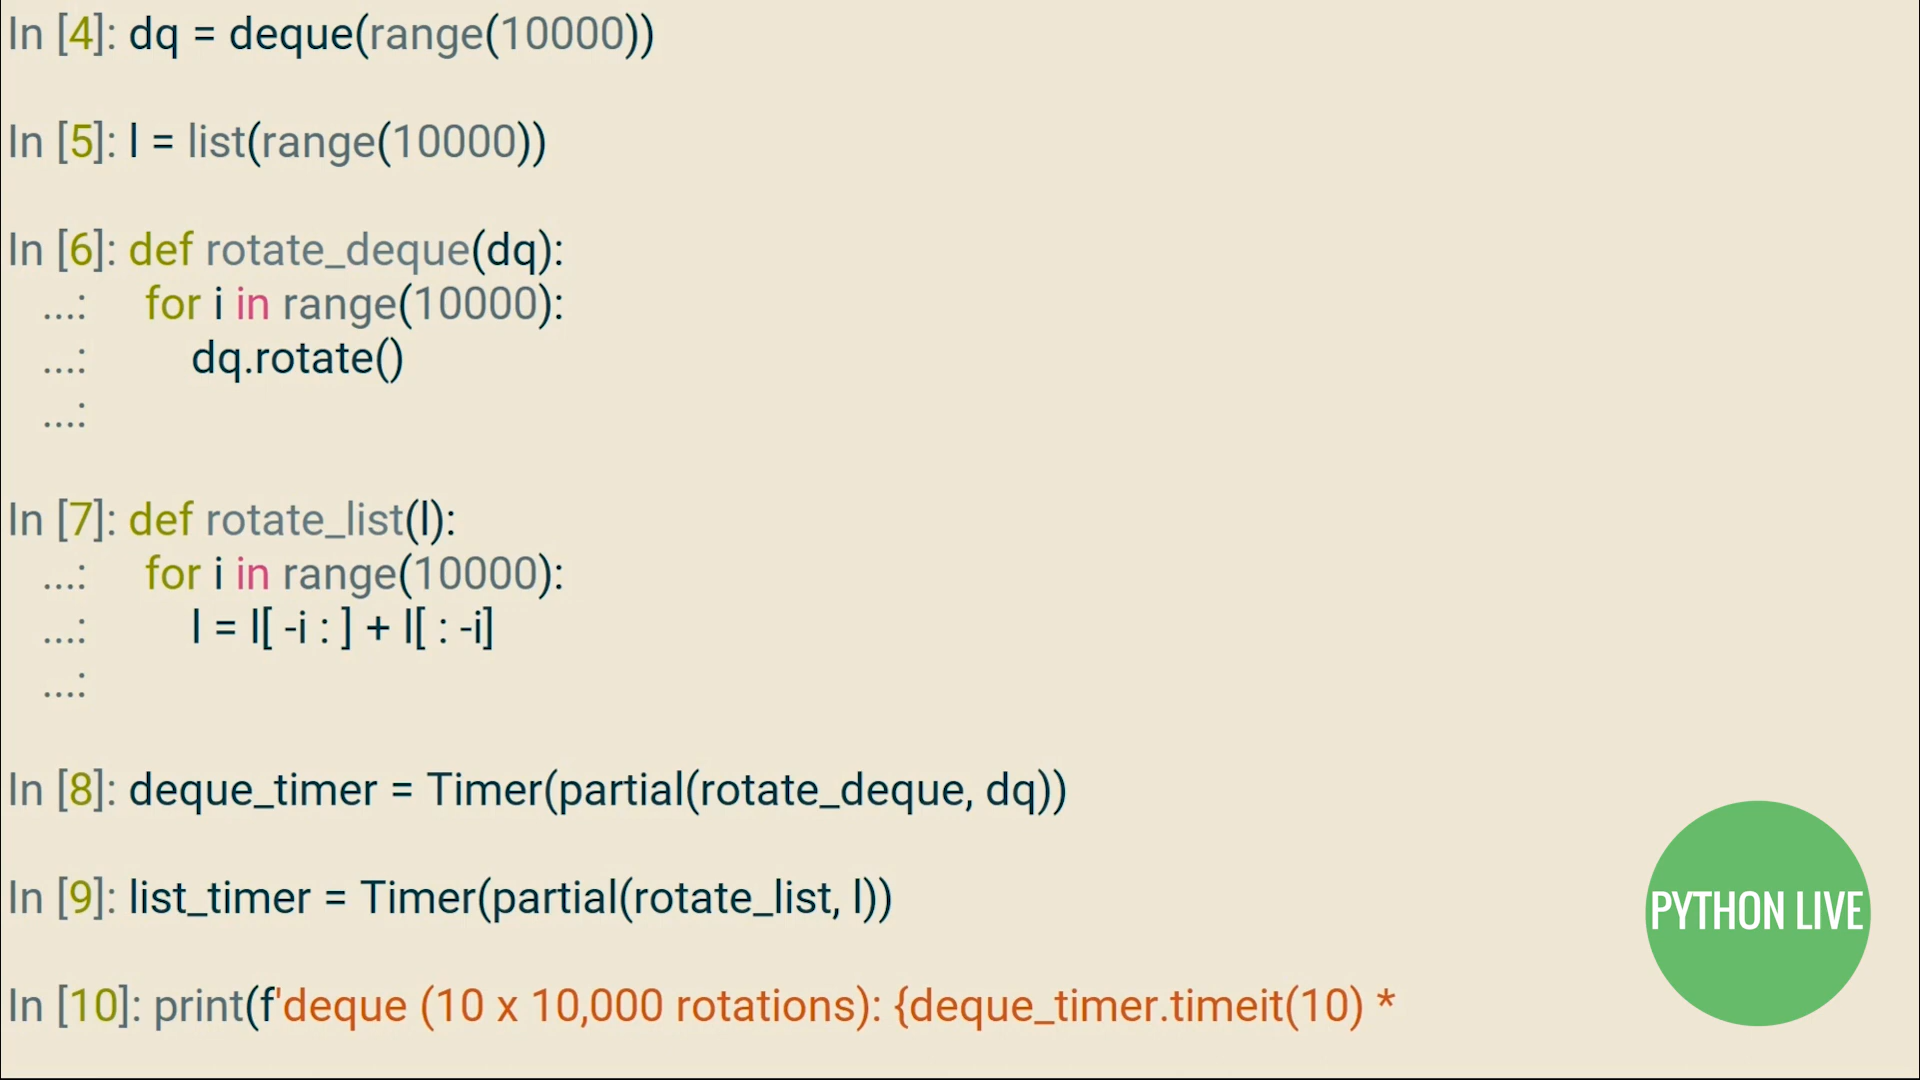 In [4]: dq = deque(range(10000))
In [5]: l = list(range(10000))
In [6]: def rotate_deque(dq):
...: for i in range(10000):
...: dq.rotate()
...:
In [7]: def rotate_list(l):
...: for i in range(10000):
...: l = l[ -i : ] + l[ : -i]
...:
In [8]: deque_timer = Timer(partial(rotate_deque, dq))
In [9]: list_timer = Timer(partial(rotate_list, l))
PYTHON LIVE
In [10]: print(f'deque (10 x 10,000 rotations): {deque_timer.timeit(10) *